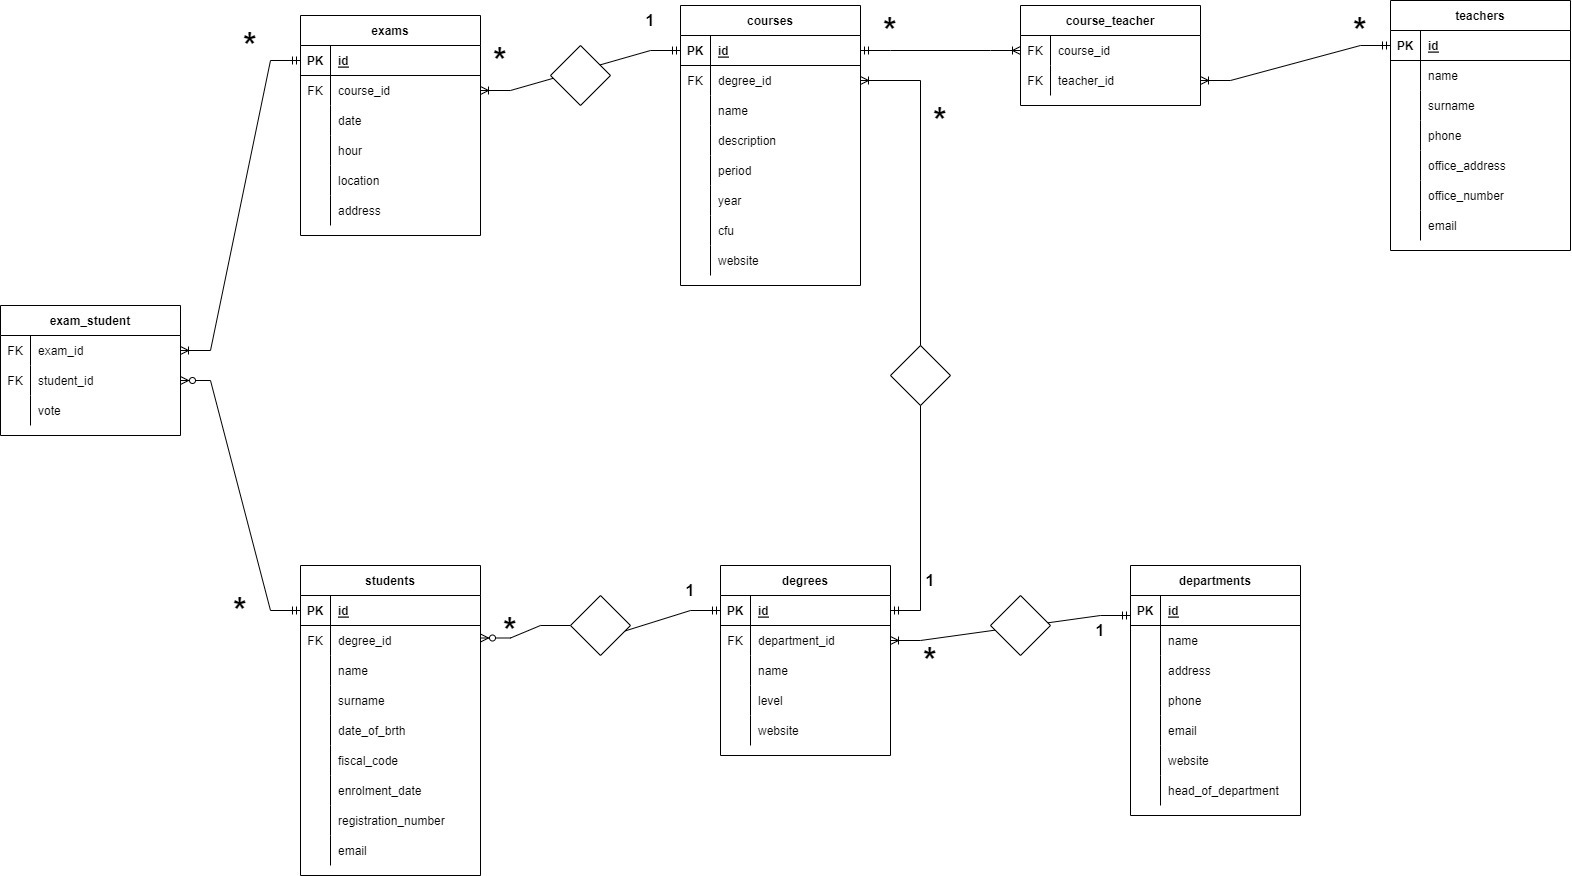 exams
PK id
FK course_id
date
hour
location
address
*
*
1
courses
PK id
FK degree_id
name
description
period
year
cfu
website
*
*
course_teacher
FK course_id
FK teacher_id
*
teachers
PK id
name
surname
phone
office_address
office_number
email
exam_student
FK exam_id
FK student_id
vote
*
students
PK id
FK degree_id
name
surname
date_of_brth
fiscal_code
enrolment_date
registration_number
email
*
1
degrees
PK id
FK department_id
name
level
website
1
*
1
departments
PK id
name
address
phone
email
website
head_of_department